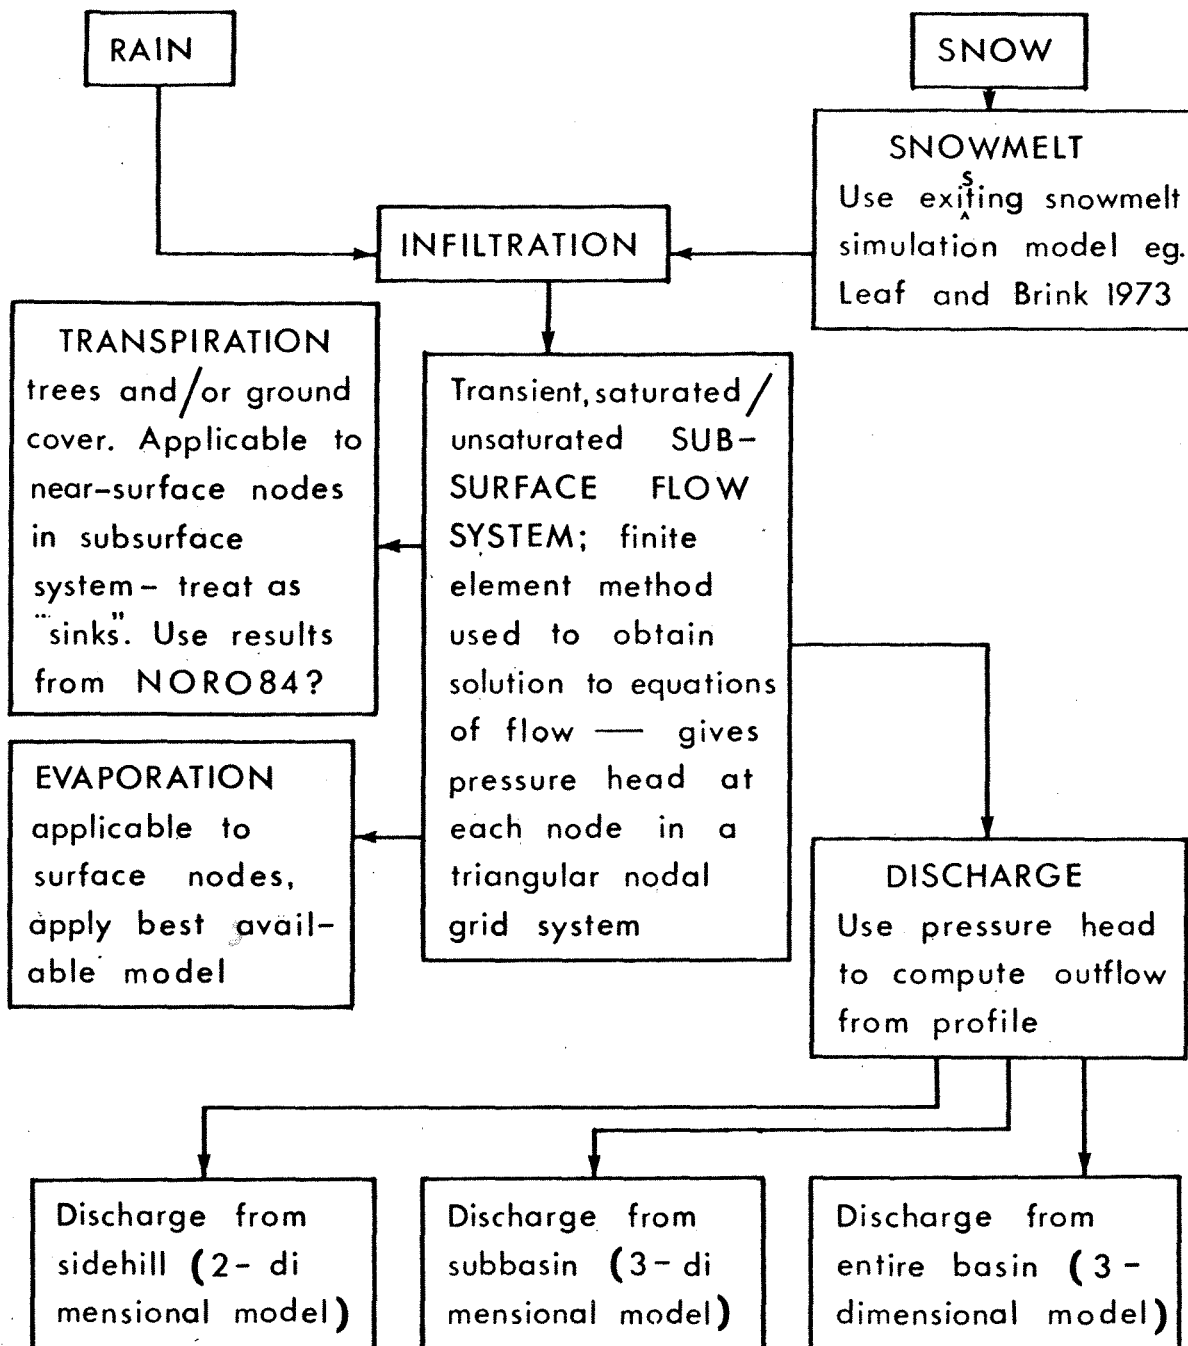 RAIN
SNOW
SNOWMELT
Use exsiting snowmelt
simulation model eg.
Leaf and Brink 1973
INFILTRATION
TRANSPIRATION
trees and/or ground
cover. Applicable to
near-surface nodes
in subsurface
system- treat as
"sinks". Use results
from NORO84?
Transient, saturated/
unsaturated SUB-
SURFACE FLOW
SYSTEM; finite
element method
used to obtain
solution to equations
of flow — gives
pressure head at
each node in a
triangular nodal
grid system
EVAPORATION
applicable to
surface nodes,
apply best avail-
able model
DISCHARGE
Use pressure head
to compute outflow
from profile
Discharge from
sidehill (2- di
mensional model)
Discharge from
subbasin (3- di
mensional model)
Discharge from
entire basin (3-
dimensional model)